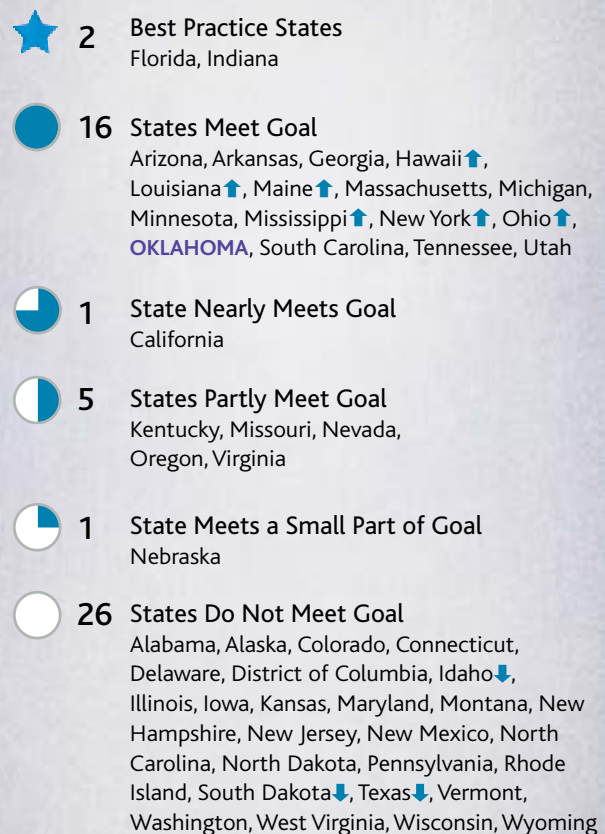 2 Best Practice States
Florida, Indiana
16 States Meet Goal
Arizona, Arkansas, Georgia, Hawaii⬆,
Louisiana⬆, Maine⬆, Massachusetts, Michigan,
Minnesota, Mississippi⬆, New York⬆, Ohio⬆,
OKLAHOMA, South Carolina, Tennessee, Utah
1 State Nearly Meets Goal
California
5 States Partly Meet Goal
Kentucky, Missouri, Nevada,
Oregon, Virginia
1 State Meets a Small Part of Goal
Nebraska
26 States Do Not Meet Goal
Alabama, Alaska, Colorado, Connecticut,
Delaware, District of Columbia, Idaho⬇,
Illinois, Iowa, Kansas, Maryland, Montana, New
Hampshire, New Jersey, New Mexico, North
Carolina, North Dakota, Pennsylvania, Rhode
Island, South Dakota⬇, Texas⬇, Vermont,
Washington, West Virginia, Wisconsin, Wyoming